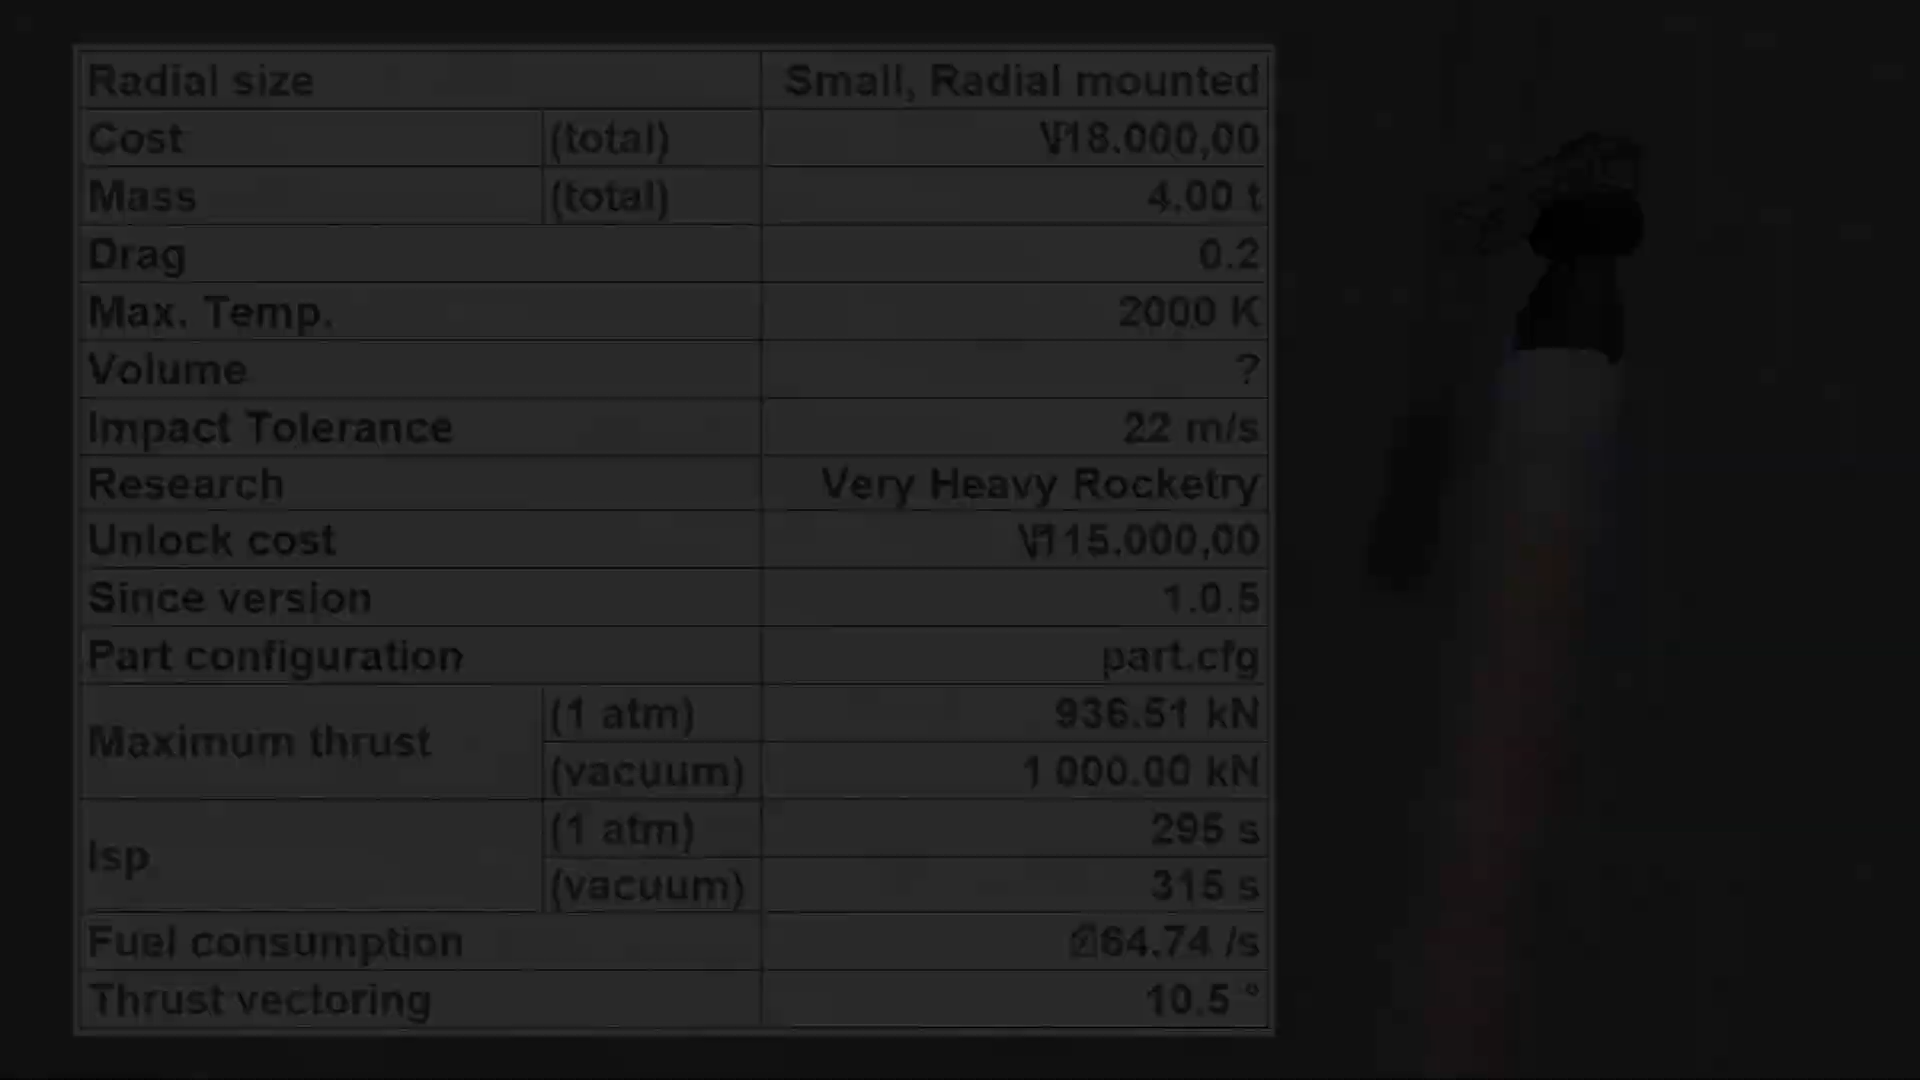 Radial size Small, Radial mounted
Cost (total) √18.000,00
Mass (total) 4.00 t
Drag 0.2
Max. Temp. 2000 K
Volume ?
Impact Tolerance 22 m/s
Research Very Heavy Rocketry
Unlock cost √115.000,00
Since version 1.0.5
Part configuration part.cfg
Maximum thrust (1 atm) 936.51 kN
(vacuum) 1 000.00 kN
Isp (1 atm) 295 s
(vacuum) 315 s
Fuel consumption 64.74 /s
Thrust vectoring 10.5 °